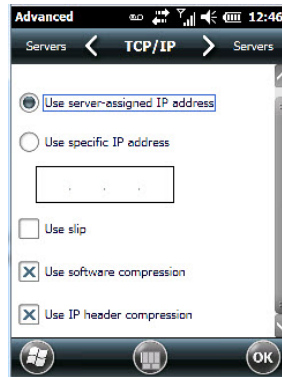 Advanced 12:46
Servers TCP/IP Servers
Use server-assigned IP address
Use specific IP address
. . .
Use slip
Use software compression
Use IP header compression
OK